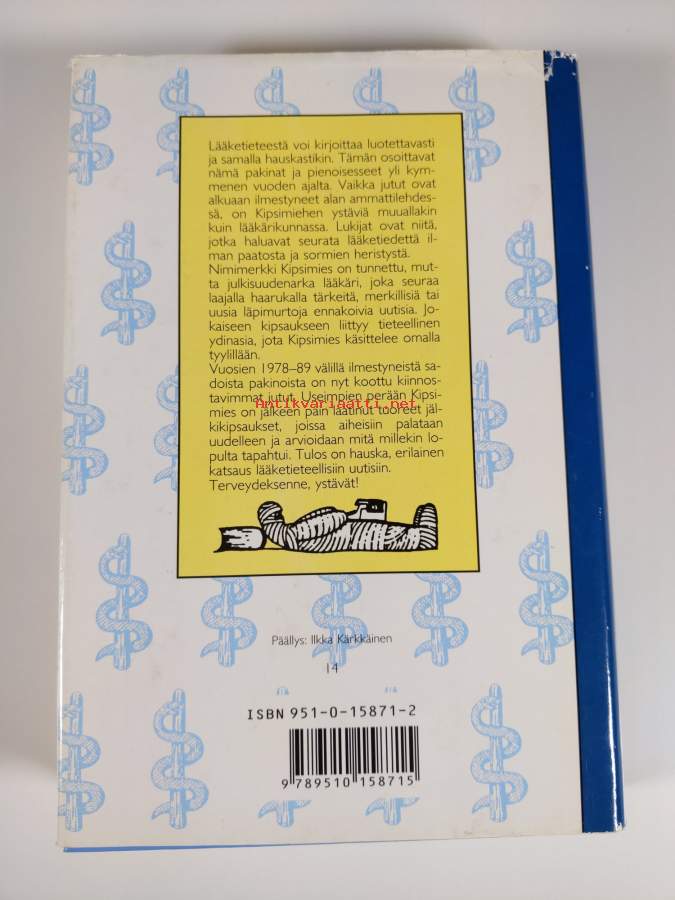 Lääketieteestä voi kirjoittaa luotettavasti
ja samalla hauskastikin. Tämän osoittavat
nämä pakinat ja pienoisesseet yli kym-
menen vuoden ajalta. Vaikka jutut ovat
alkuaan ilmestyneet alan ammattilehdes-
sä, on Kipsimiehen ystäviä muuallakin
kuin lääkärikunnassa. Lukijat ovat niitä,
jotka haluavat seurata lääketiedettä il-
man paatosta ja sormien heristystä.
Nimimerkki Kipsimies on tunnettu, mut-
ta julkisuudenarka lääkäri, joka seuraa
laajalla haarukalla tärkeitä, merkillisiä tai
uusia läpimurtoja ennakoivia uutisia. Jo-
kaiseen kipsaukseen liittyy tieteellinen
ydinasia, jota Kipsimies käsittelee omalla
tyylillään.
Vuosien 1978–89 välillä ilmestyneistä sa-
doista pakinoista on nyt koottu kiinnos-
tavimmat jutut. Useimpien perään Kipsi-
Antikvariaatti.net
mies on jälkeen päin laatinut tuoreet jäl-
kikipsaukset, joissa aiheisiin palataan
uudelleen ja arvioidaan mitä millekin lo-
pulta tapahtui. Tulos on hauska, erilainen
katsaus lääketieteellisiin uutisiin.
Terveydeksenne, ystävät!
Päällys: Ilkka Kärkkäinen
14
ISBN 951-0-15871-2
9 789510 158715